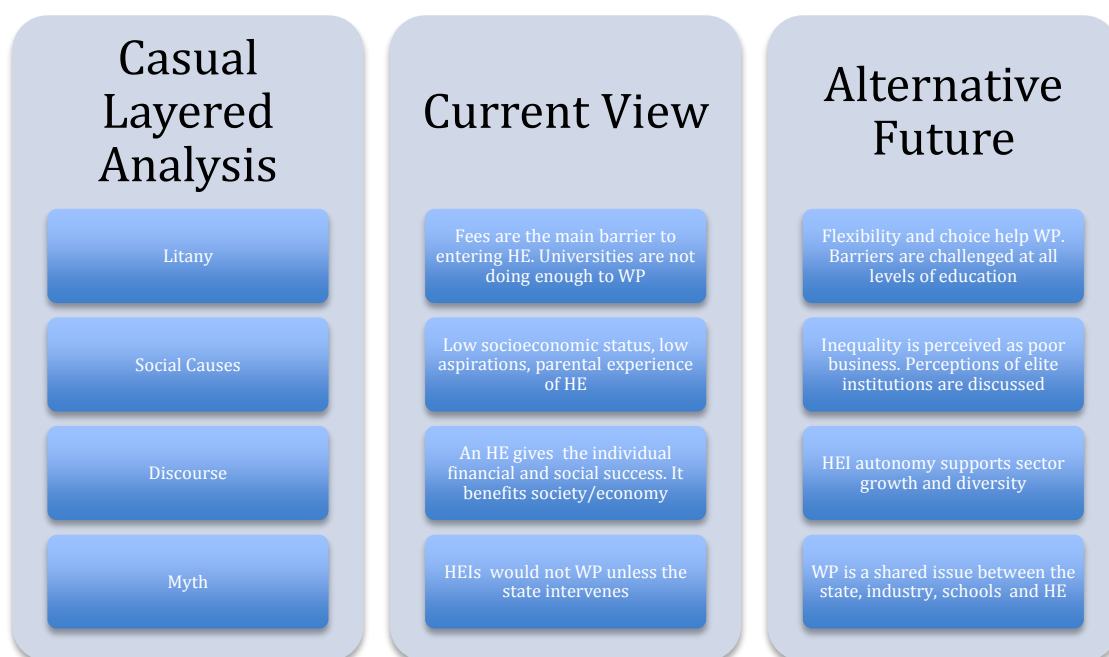 Casual
Layered
Analysis
Litany
Social Causes
Discourse
Myth
Current View
Fees are the main barrier to
entering HE. Universities are not
doing enough to WP
Low socioeconomic status, low
aspirations, parental experience
of HE
An HE gives  the individual
financial and social success. It
benefits society/economy
HEIs  would not WP unless the
state intervenes
Alternative
Future
Flexibility and choice help WP.
Barriers are challenged at all
levels of education
Inequality is perceived as poor
business. Perceptions of elite
institutions are discussed
HEI autonomy supports sector
growth and diversity
WP is a shared issue between the
state, industry, schools  and HE